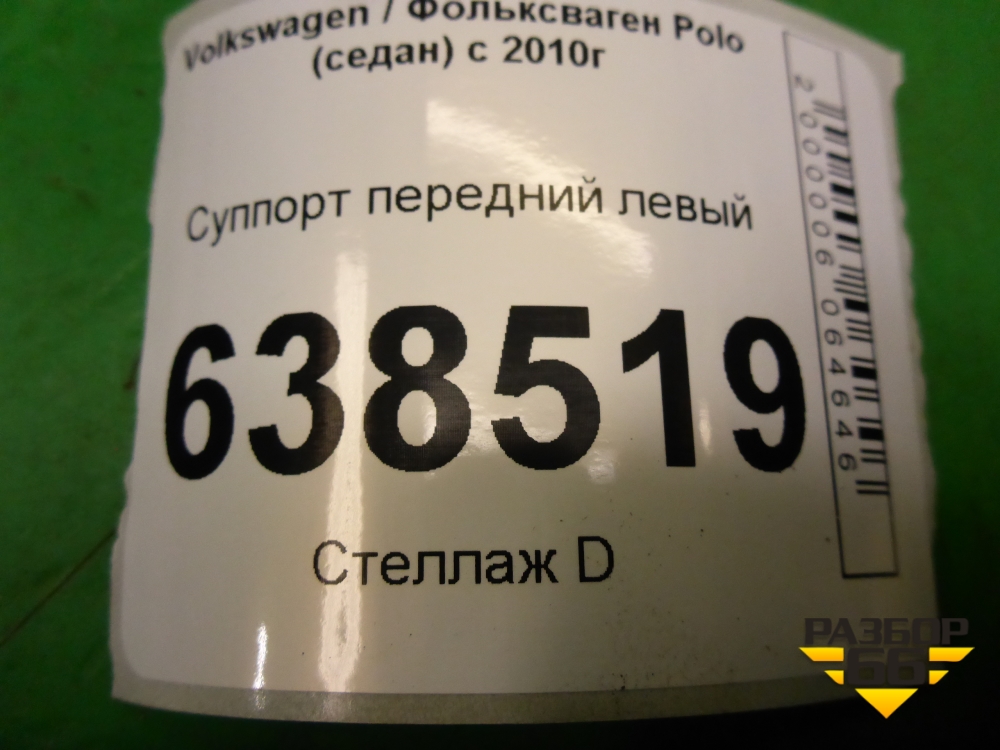 Volkswagen / Фольксваген Polo
(седан) с 2010г
Суппорт передний левый
638519
Стеллаж D
2000006064646
РАЗБОР
66